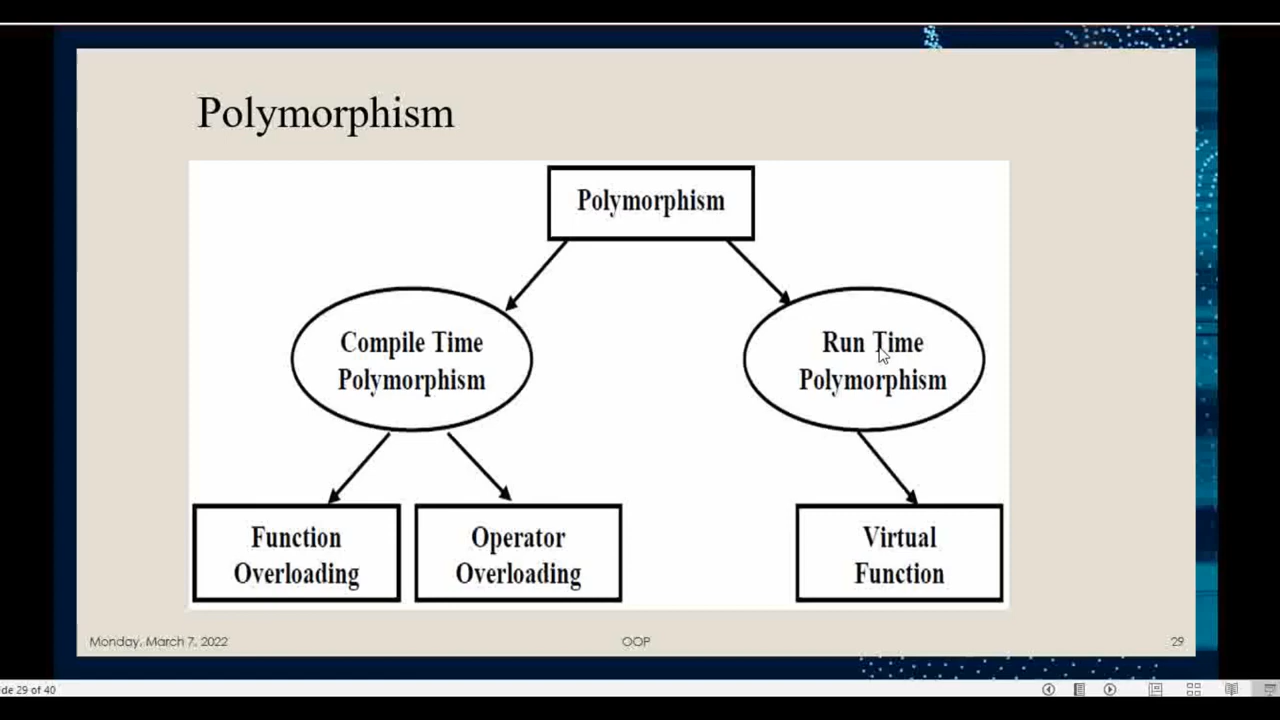 Polymorphism
Polymorphism
Compile Time
Polymorphism
Run Time
Polymorphism
Function
Overloading
Operator
Overloading
Virtual
Function
Monday, March 7, 2022
OOP
29
de 29 of 40